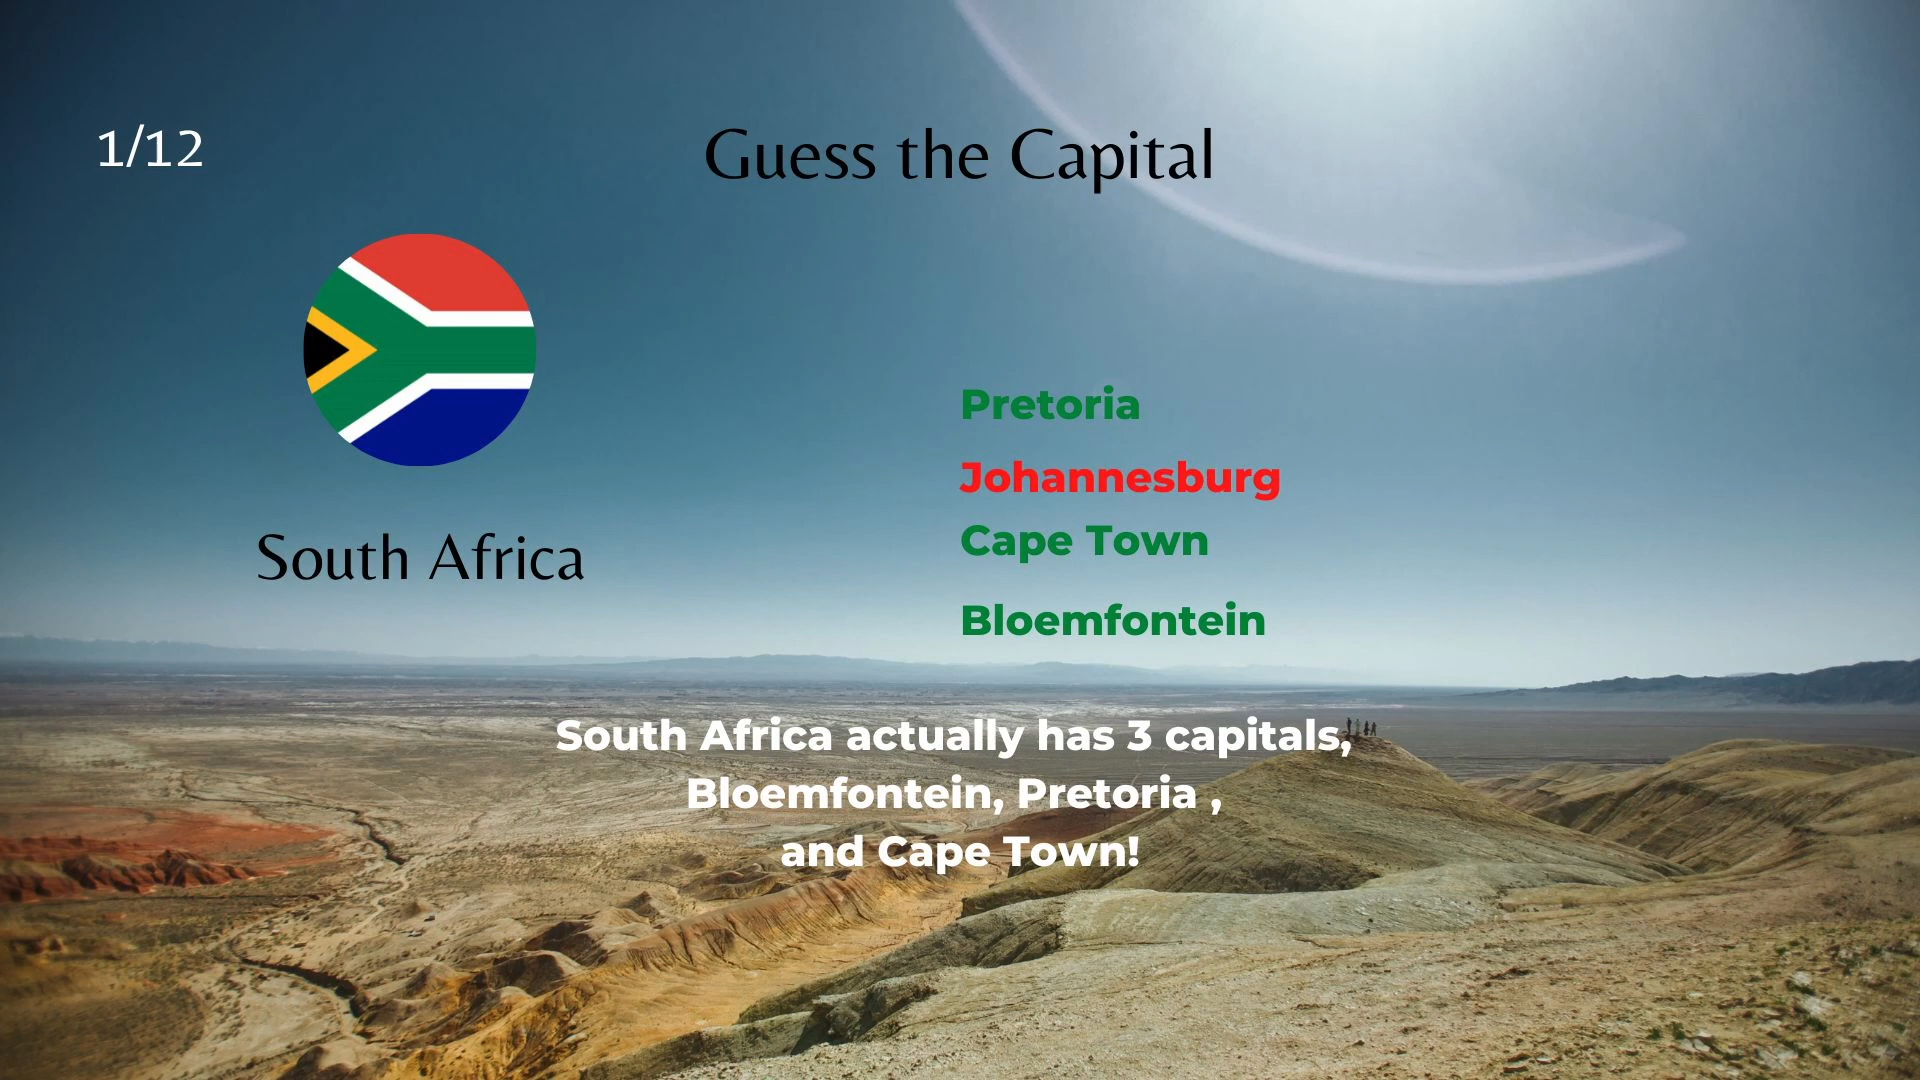 1/12
Guess the Capital
South Africa
Pretoria
Johannesburg
Cape Town
Bloemfontein
South Africa actually has 3 capitals,
Bloemfontein, Pretoria ,
and Cape Town!